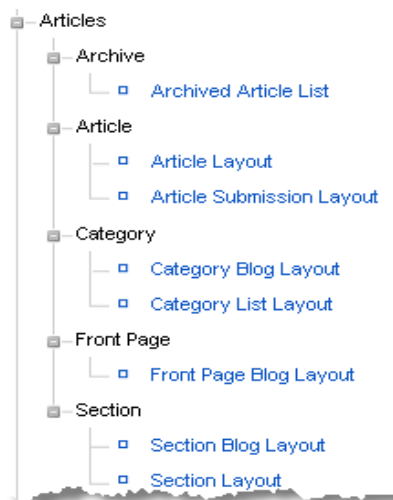 Articles
Archive
Archived Article List
Article
Article Layout
Article Submission Layout
Category
Category Blog Layout
Category List Layout
Front Page
Front Page Blog Layout
Section
Section Blog Layout
Section Layout